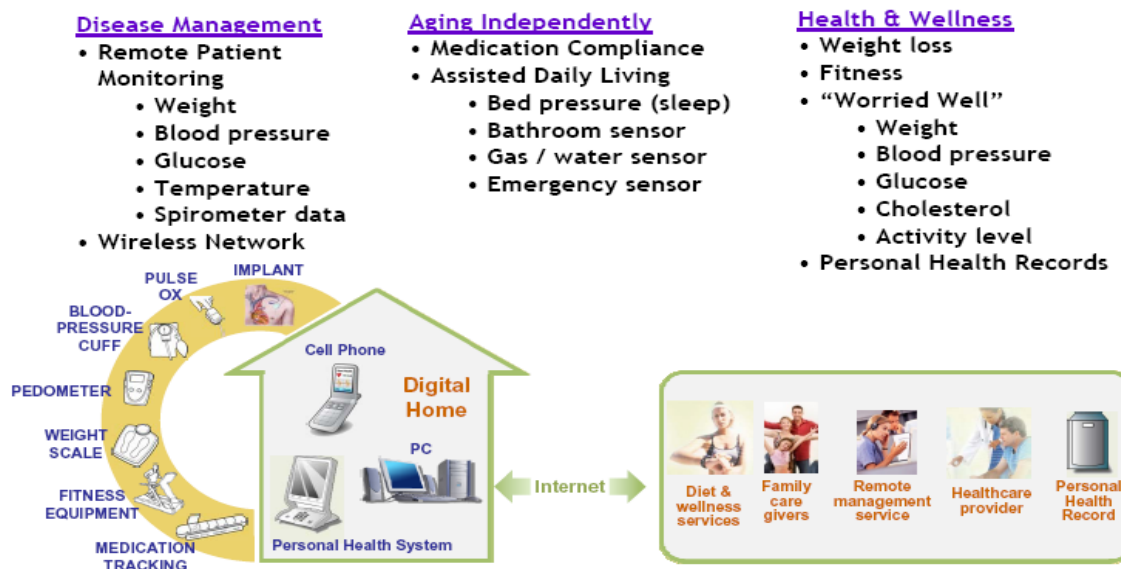 Disease Management
• Remote Patient
Monitoring
• Weight
• Blood pressure
• Glucose
• Temperature
• Spirometer data
• Wireless Network
Aging Independently
• Medication Compliance
• Assisted Daily Living
• Bed pressure (sleep)
• Bathroom sensor
• Gas / water sensor
• Emergency sensor
Health & Wellness
• Weight loss
• Fitness
• “Worried Well”
• Weight
• Blood pressure
• Glucose
• Cholesterol
• Activity level
• Personal Health Records
IMPLANT
PULSE
OX
BLOOD-
PRESSURE
CUFF
PEDOMETER
WEIGHT
SCALE
FITNESS
EQUIPMENT
MEDICATION
TRACKING
Cell Phone
Digital
Home
PC
Personal Health System
Internet
Diet &
wellness
services
Family
care
givers
Remote
management
service
Healthcare
provider
Personal
Health
Record